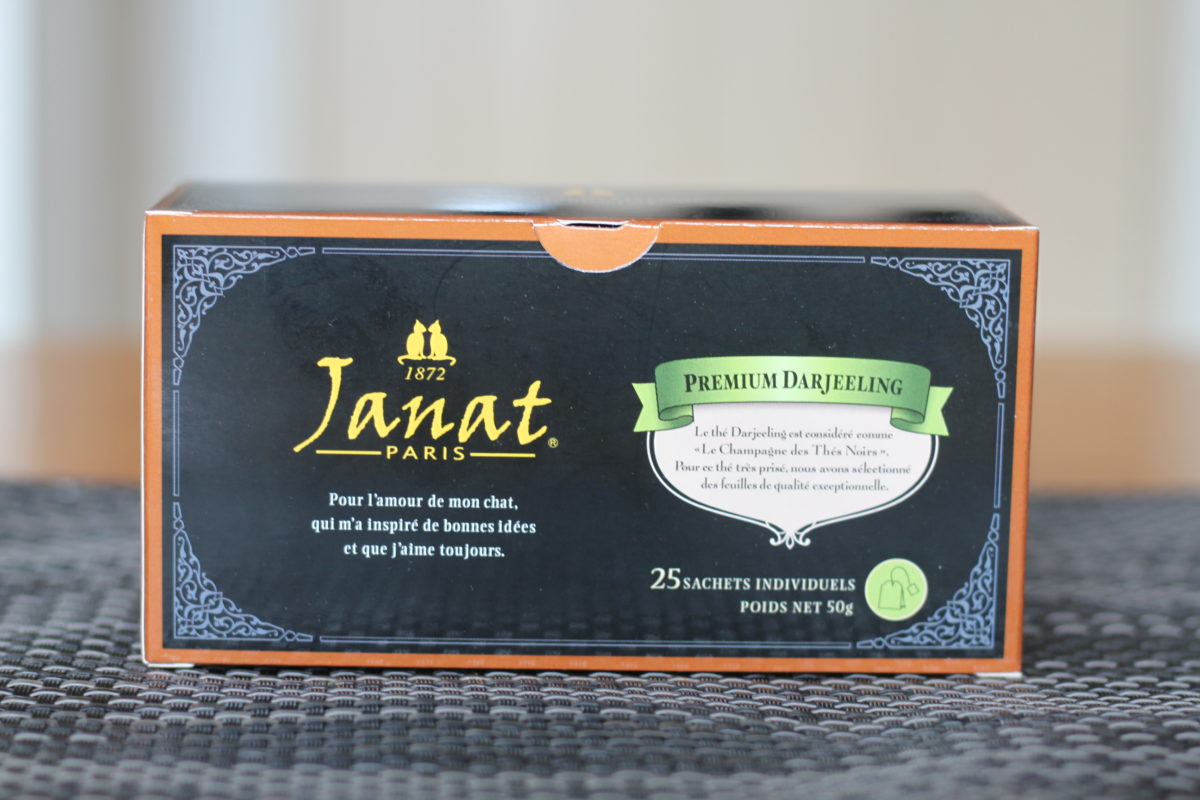 1872
Janat®
PARIS
Pour l'amour de mon chat,
qui m'a inspiré de bonnes idées
et que j'aime toujours.
PREMIUM DARJEELING
Le thé Darjeeling est considéré comme
«Le Champagne des Thés Noirs».
Pour ce thé très prisé, nous avons sélectionné
des feuilles de qualité exceptionnelle.
25 SACHETS INDIVIDUELS
POIDS NET 50g